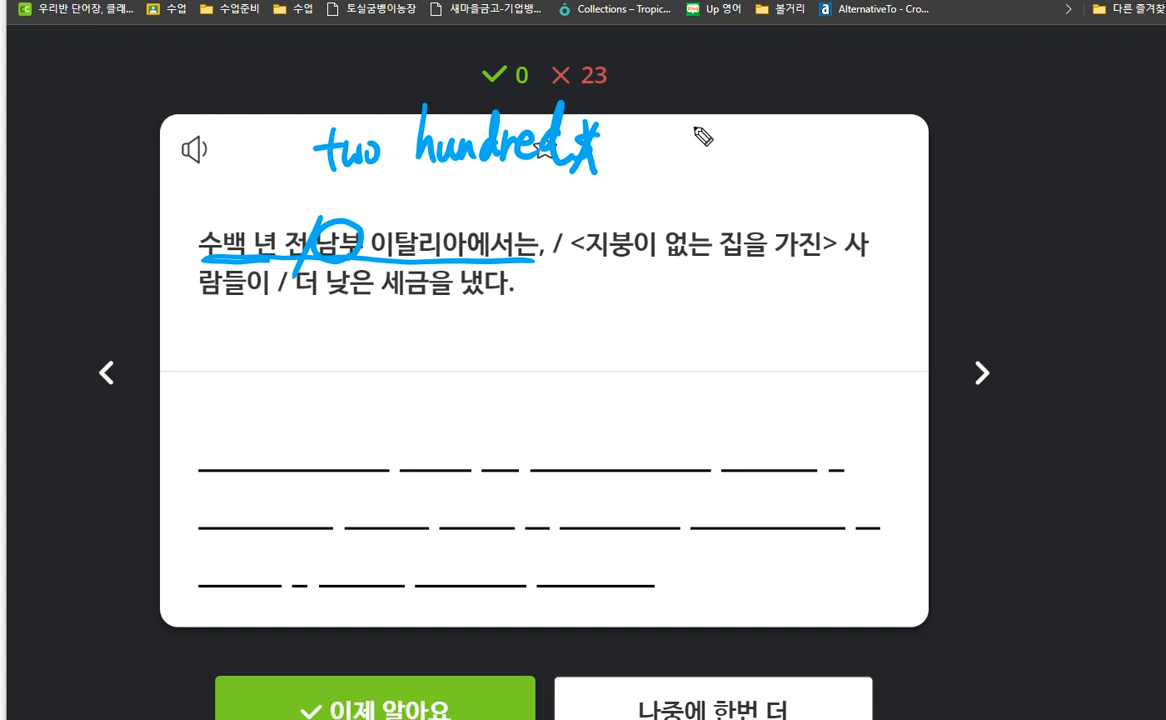 우리반 단어장, 클래... 수업 수업준비 수업 토실굼벵이농장 새마을금고-기업뱅... Collections – Tropic... Up 영어 볼거리 AlternativeTo - Cro... 다른 즐겨찾
0 23
two hundred
수백 년 전 남부 이탈리아에서는, / <지붕이 없는 집을 가진> 사
람들이 / 더 낮은 세금을 냈다.
이제 알아요 나중에 한번 더